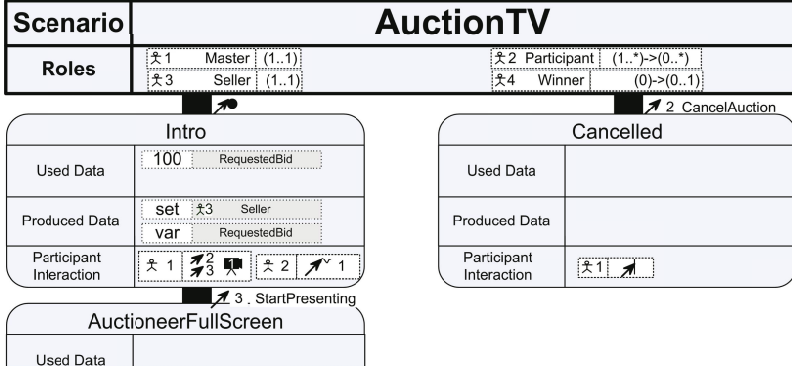 Scenario AuctionTV
Roles
1 Master (1..1)
2 Participant (1..*)->(0..*)
3 Seller (1..1)
4 Winner (0)->(0..1)
2 CancelAuction
Intro
Used Data
100 RequestedBid
Produced Data
set 3 Seller
var RequestedBid
Participant
Interaction
1 2 3 1 2 1
Cancelled
Used Data
Produced Data
Participant
Interaction
1
3 . StartPresenting
AuctioneerFullScreen
Used Data